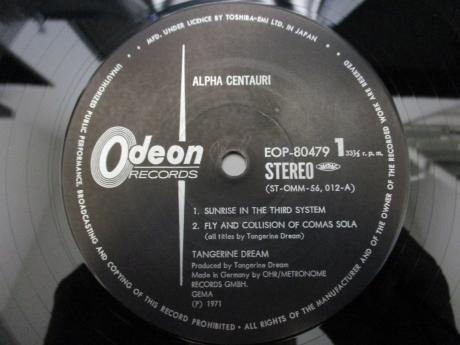 MFD. UNDER LICENCE BY TOSHIBA-EMI LTD. IN JAPAN
ALPHA CENTAURI
Odeon
RECORDS
EOP-80479 1 33⅓ r.p.m.
STEREO
(ST-OMM-56, 012-A)
1. SUNRISE IN THE THIRD SYSTEM
2. FLY AND COLLISION OF COMAS SOLA
(all titles by Tangerine Dream)
TANGERINE DREAM
Produced by Tangerine Dream
Made in Germany by OHR/METRONOME
RECORDS GMBH.
GEMA
(P) 1971
UNAUTHORIZED PUBLIC PERFORMANCE, BROADCASTING AND COPYING OF THIS RECORD PROHIBITED • ALL RIGHTS OF THE MANUFACTURER AND OF THE OWNER OF THE RECORDED WORK ARE RESERVED